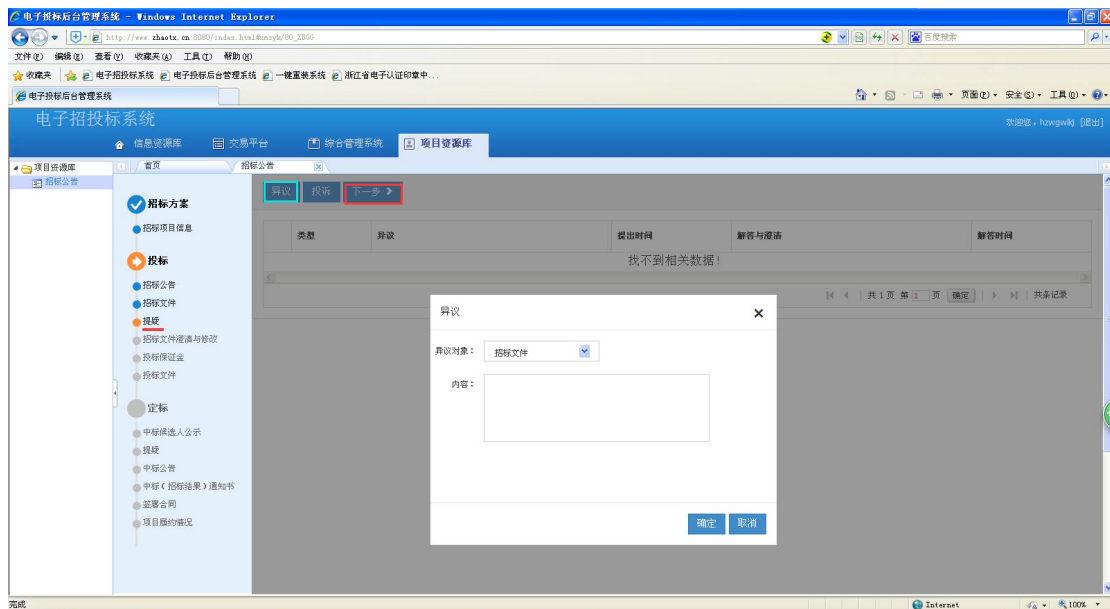 电子投标后台管理系统 - Windows Internet Explorer
http://www.zhaotx.cn:8080/index.html#xmzyk/80_ZBGG
百度搜索
文件(F) 编辑(E) 查看(V) 收藏夹(A) 工具(T) 帮助(H)
收藏夹 电子招投标系统 电子投标后台管理系统 一键重装系统 浙江省电子认证印章中...
电子投标后台管理系统
页面(P) 安全(S) 工具(O)
电子招投标系统
欢迎您,hzwgwlkj [退出]
信息资源库 交易平台 综合管理系统 项目资源库
项目资源库
招标公告
首页 招标公告
异议 投诉 下一步
招标方案
招标项目信息
投标
招标公告
招标文件
提疑
招标文件澄清与修改
投标保证金
投标文件
定标
中标候选人公示
提疑
中标公告
中标(招标结果)通知书
签署合同
项目履约情况
类型 异议 提出时间 解答与澄清 解答时间
找不到相关数据!
共1页 第 1 页 确定 共条记录
异议
异议对象: 招标文件
内容:
确定 取消
完成 Internet 100%